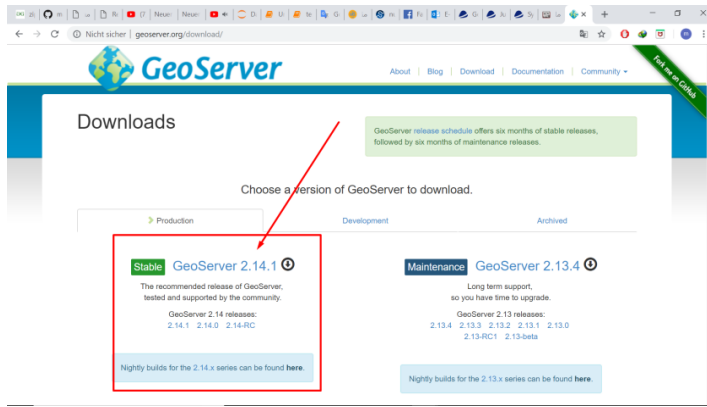 Nicht sicher | geoserver.org/download/
GeoServer
About | Blog | Download | Documentation | Community
Fork me on GitHub
Downloads
GeoServer release schedule offers six months of stable releases,
followed by six months of maintenance releases.
Choose a version of GeoServer to download.
Production
Development
Archived
Stable GeoServer 2.14.1
The recommended release of GeoServer,
tested and supported by the community.
GeoServer 2.14 releases:
2.14.1 2.14.0 2.14-RC
Nightly builds for the 2.14.x series can be found here.
Maintenance GeoServer 2.13.4
Long term support,
so you have time to upgrade.
GeoServer 2.13 releases:
2.13.4 2.13.3 2.13.2 2.13.1 2.13.0
2.13-RC1 2.13-beta
Nightly builds for the 2.13.x series can be found here.